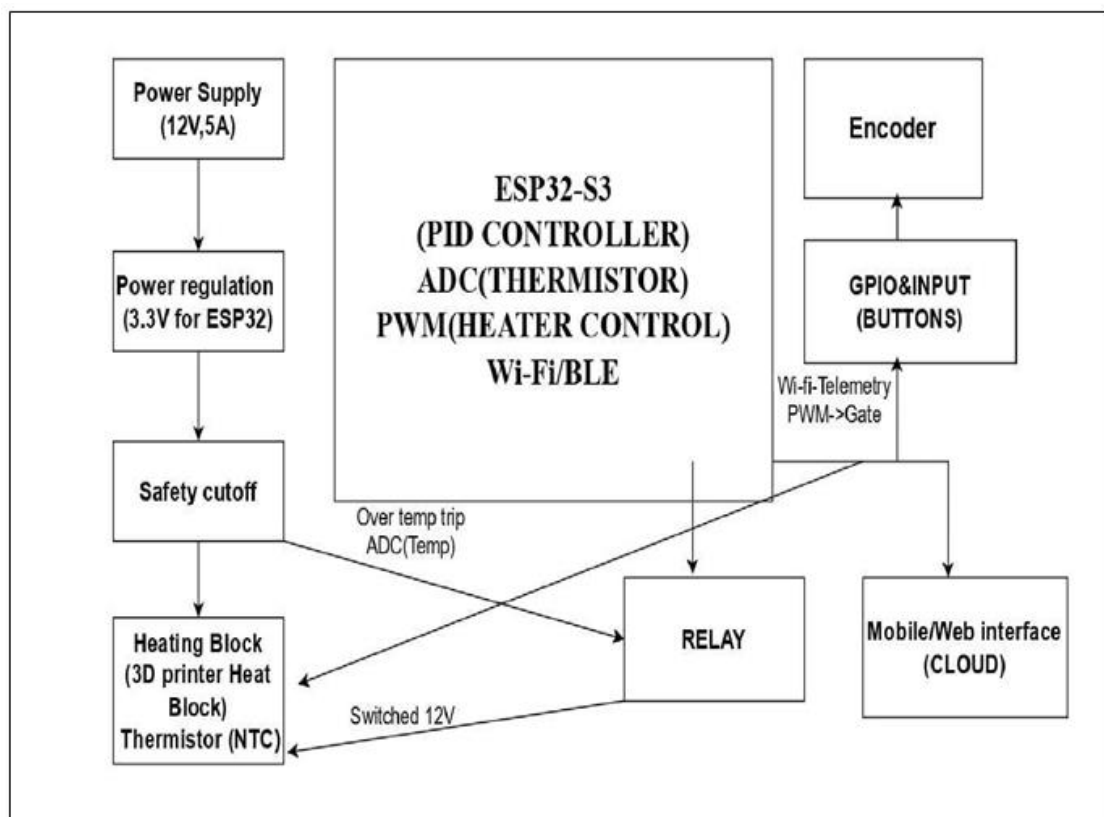 Power Supply
(12V,5A)
Power regulation
(3.3V for ESP32)
Safety cutoff
Heating Block
(3D printer Heat
Block)
Thermistor (NTC)
ESP32-S3
(PID CONTROLLER)
ADC(THERMISTOR)
PWM(HEATER CONTROL)
Wi-Fi/BLE
Over temp trip
ADC(Temp)
Switched 12V
RELAY
Encoder
GPIO&INPUT
(BUTTONS)
Wi-fi-Telemetry
PWM->Gate
Mobile/Web interface
(CLOUD)